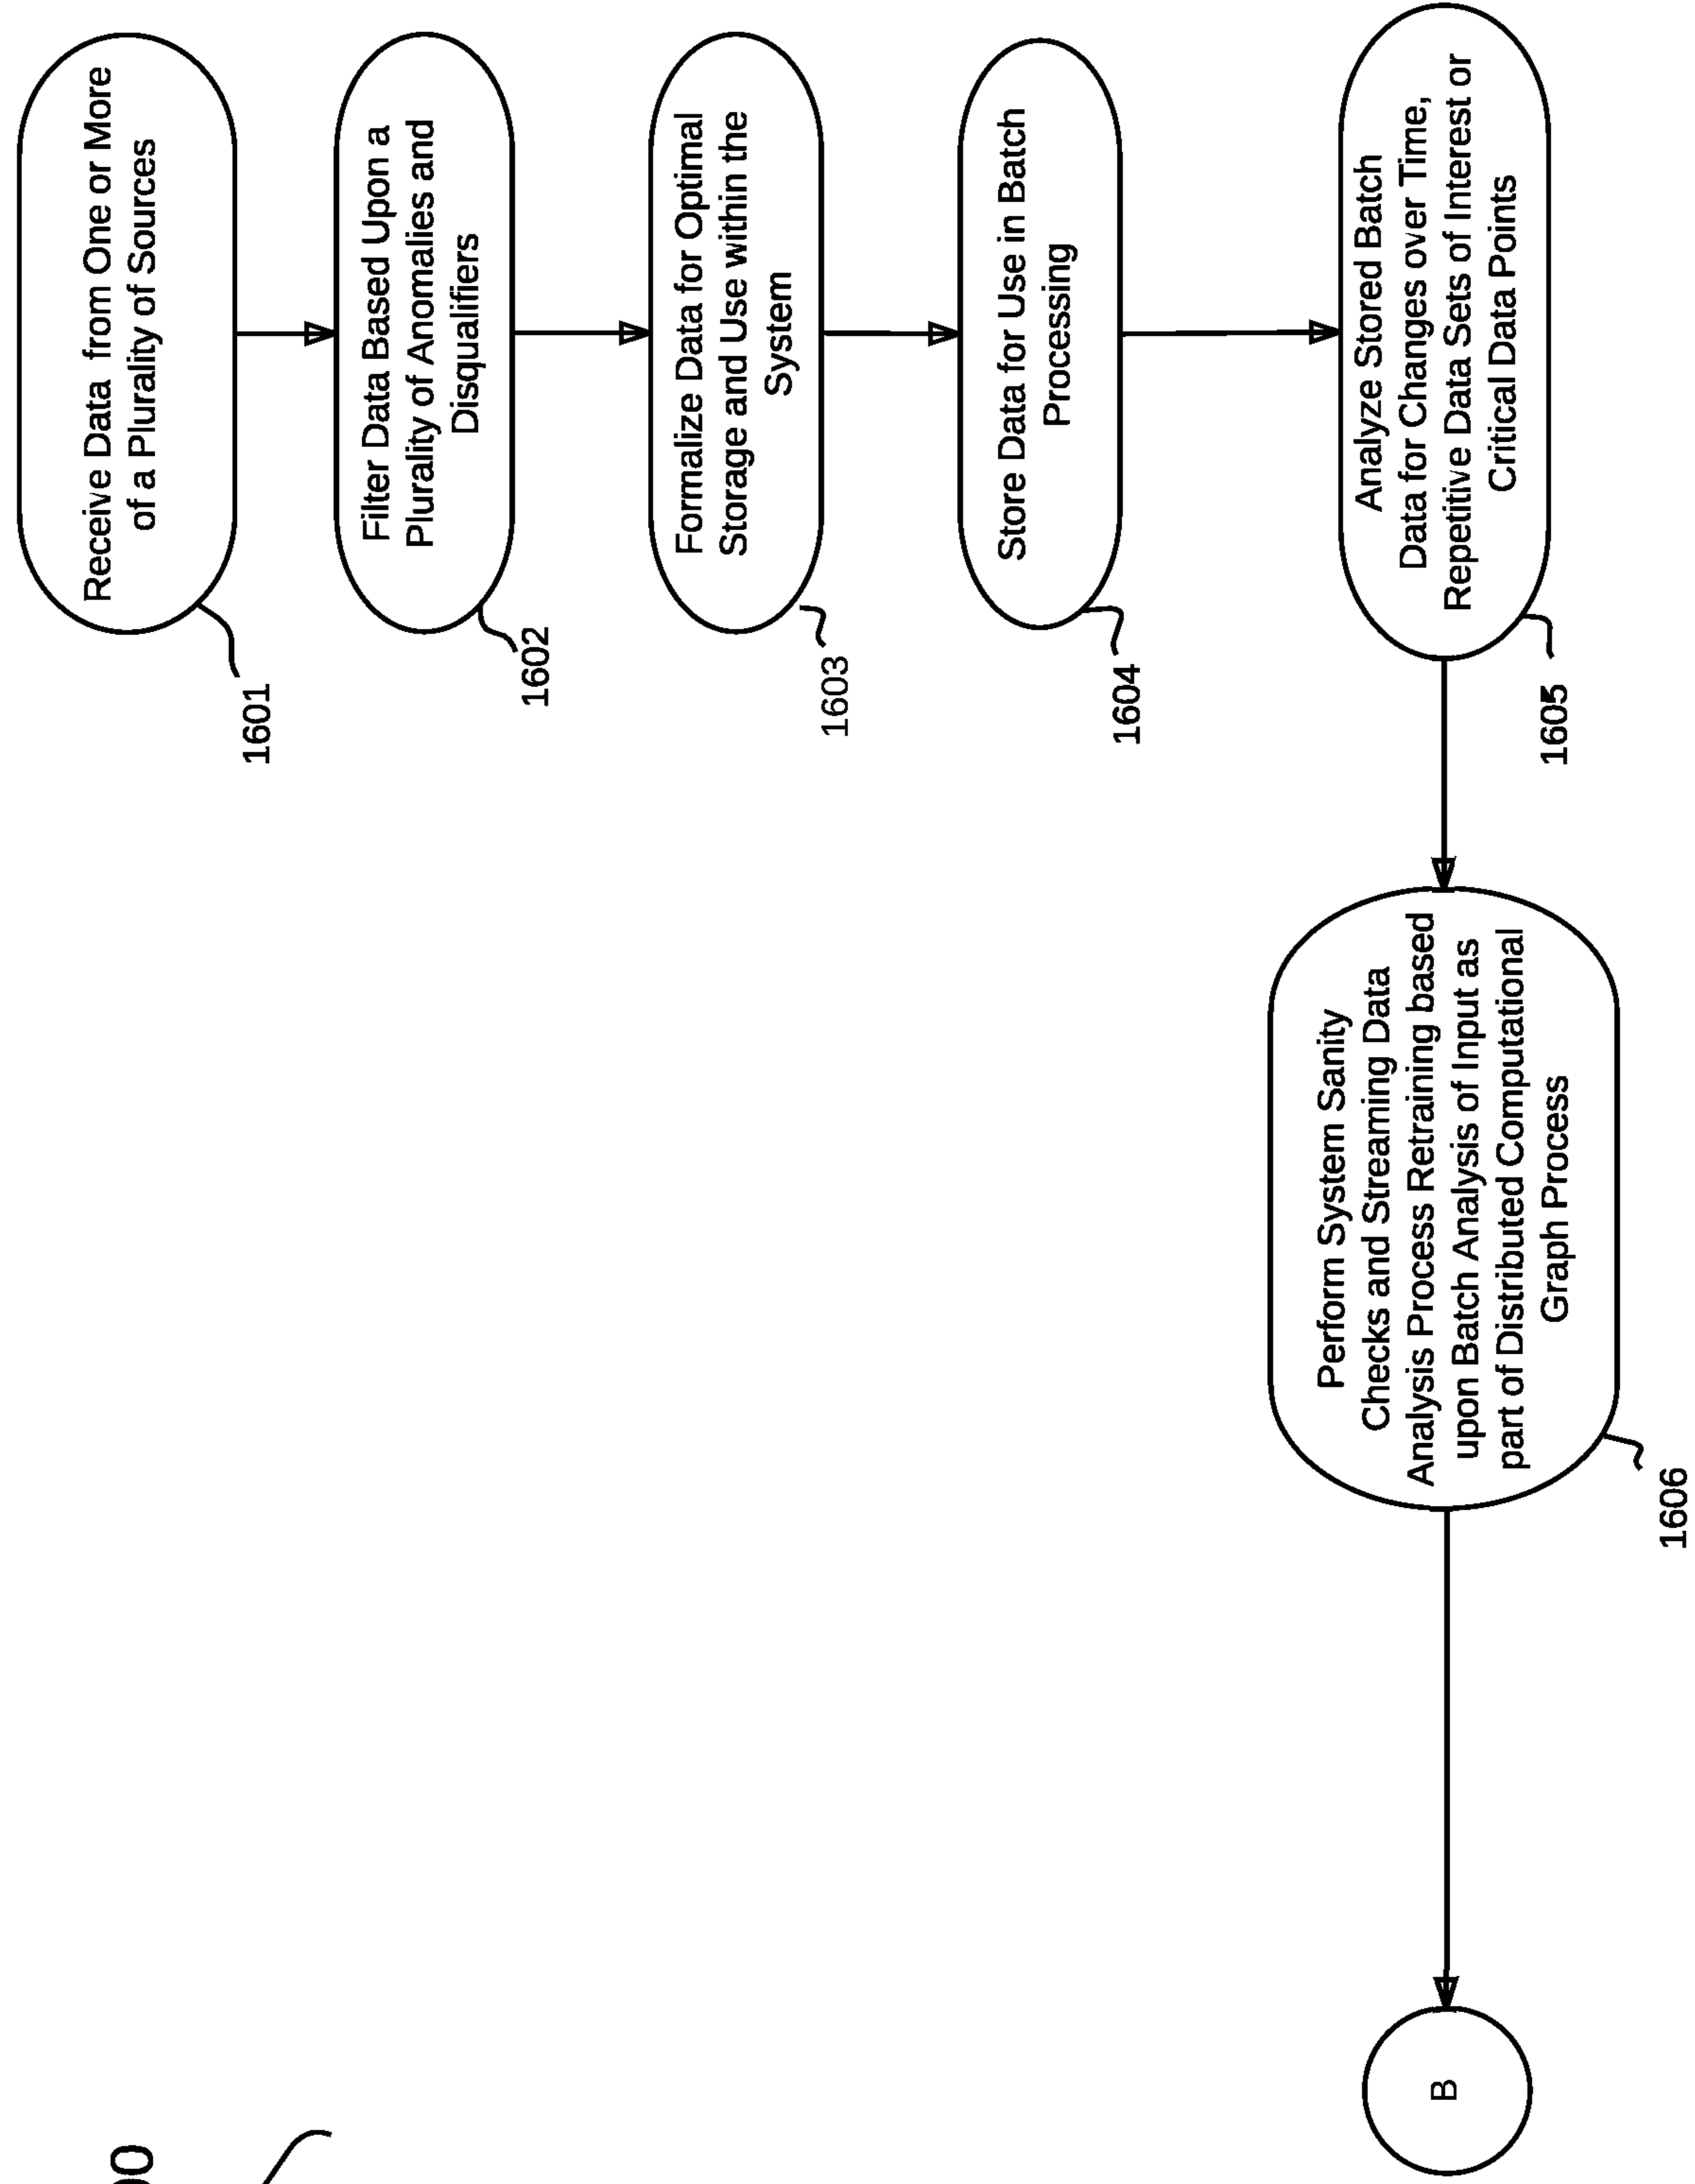 Receive Data from One or More
of a Plurality of Sources
1601
Filter Data Based Upon a
Plurality of Anomalies and
Disqualifiers
1602
Formalize Data for Optimal
Storage and Use within the
System
1603
Store Data for Use in Batch
Processing
1604
Analyze Stored Batch
Data for Changes over Time,
Repetitive Data Sets of Interest or
Critical Data Points
1605
Perform System Sanity
Checks and Streaming Data
Analysis Process Retraining based
upon Batch Analysis of Input as
part of Distributed Computational
Graph Process
1606
B